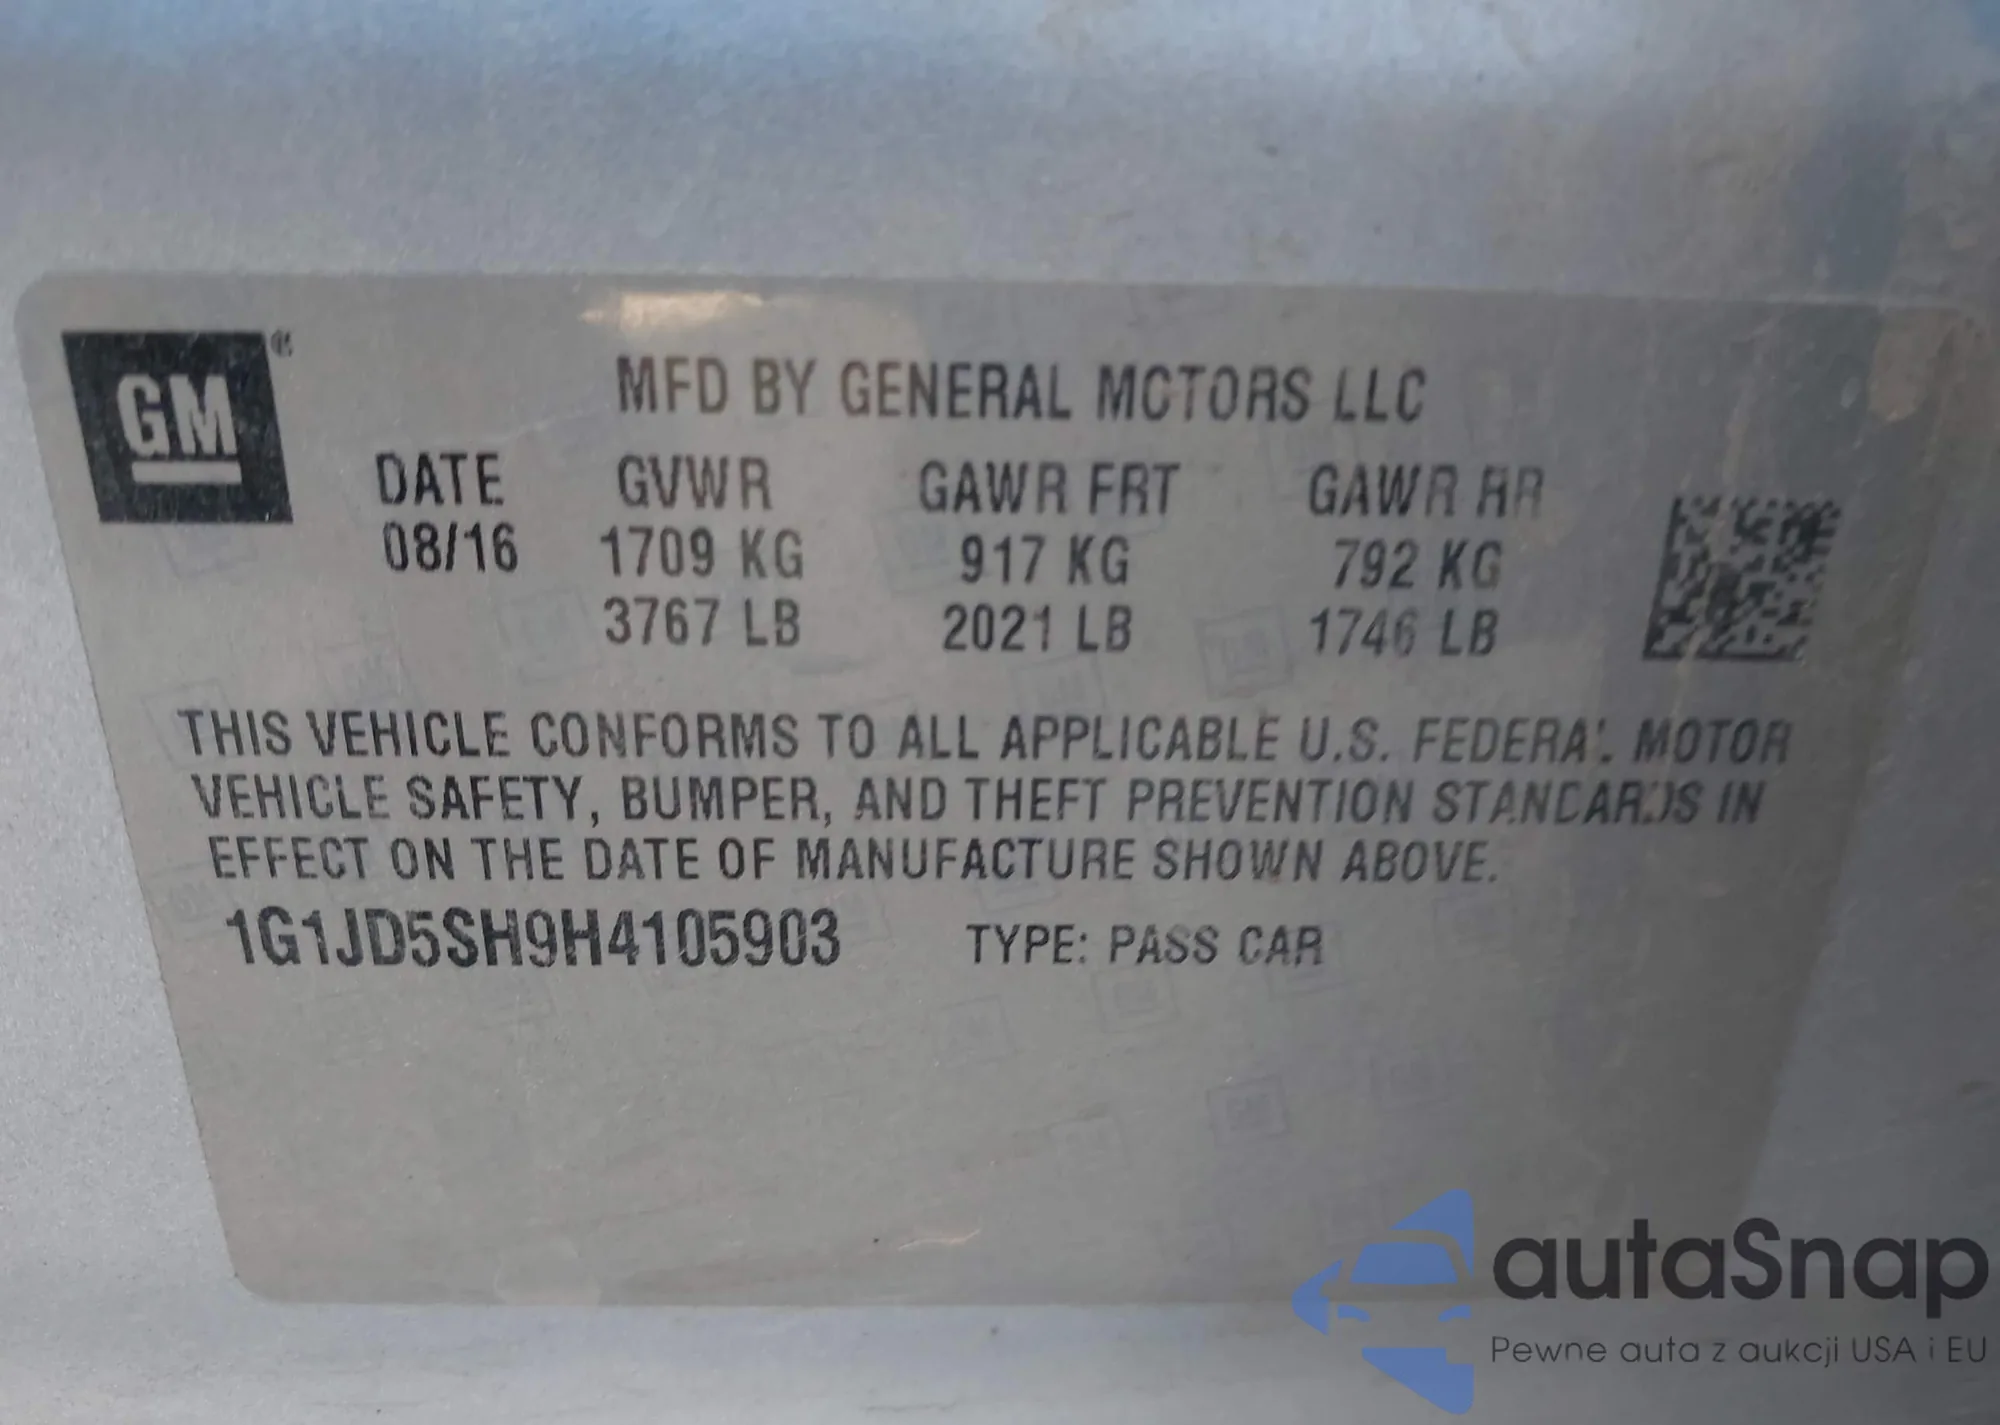 GM®
MFD BY GENERAL MOTORS LLC
DATE GVWR GAWR FRT GAWR RR
08/16 1709 KG 917 KG 792 KG
3767 LB 2021 LB 1746 LB
THIS VEHICLE CONFORMS TO ALL APPLICABLE U.S. FEDERAL MOTOR
VEHICLE SAFETY, BUMPER, AND THEFT PREVENTION STANDARDS IN
EFFECT ON THE DATE OF MANUFACTURE SHOWN ABOVE.
1G1JD5SH9H4105903 TYPE: PASS CAR
autaSnap
Pewne auta z aukcji USA i EU